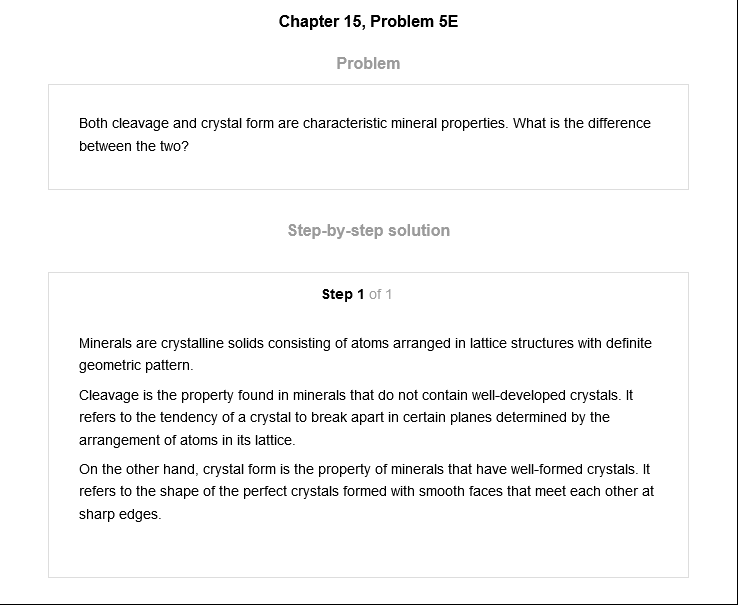 Chapter 15, Problem 5E
Problem
Both cleavage and crystal form are characteristic mineral properties. What is the difference
between the two?
Step-by-step solution
Step 1 of 1
Minerals are crystalline solids consisting of atoms arranged in lattice structures with definite
geometric pattern.
Cleavage is the property found in minerals that do not contain well-developed crystals. It
refers to the tendency of a crystal to break apart in certain planes determined by the
arrangement of atoms in its lattice.
On the other hand, crystal form is the property of minerals that have well-formed crystals. It
refers to the shape of the perfect crystals formed with smooth faces that meet each other at
sharp edges.